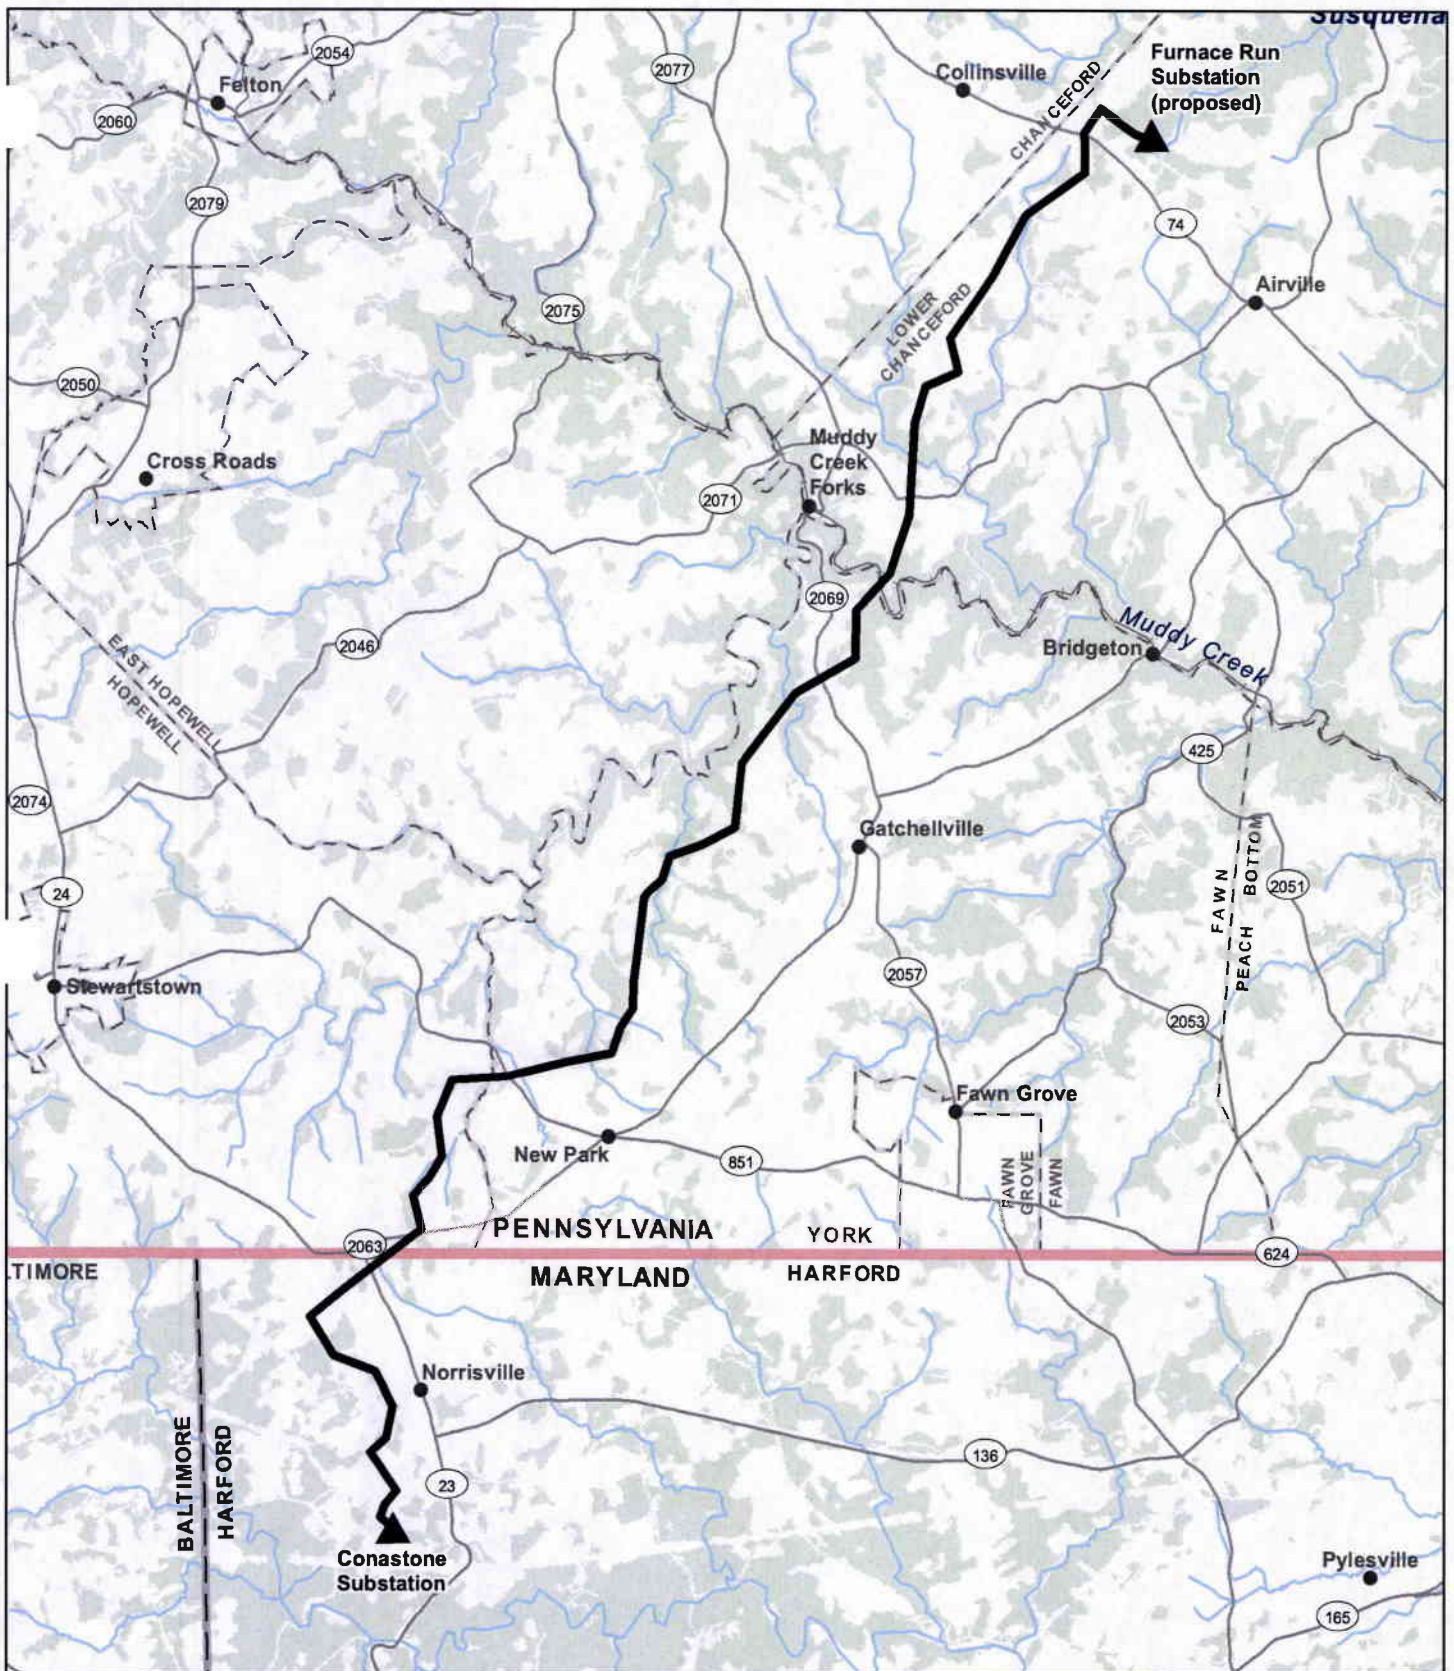 Susqueha
2054
2077
Collinsville
Furnace Run
Substation
(proposed)
Felton
2060
CHANCEFORD
2079
74
Airville
2075
LOWER
CHANCEFORD
2050
Muddy
Creek
Forks
Cross Roads
2071
2069
Muddy Creek
Bridgeton
2046
EAST HOPEWELL
HOPEWELL
425
2074
Gatchellville
24
FAWN
PEACH BOTTOM
2051
Stewartstown
2057
2053
Fawn Grove
New Park
851
FAWN
GROVE
FAWN
PENNSYLVANIA
YORK
2063
624
LTIMORE
MARYLAND
HARFORD
Norrisville
BALTIMORE
HARFORD
136
23
Conastone
Substation
Pylesville
165